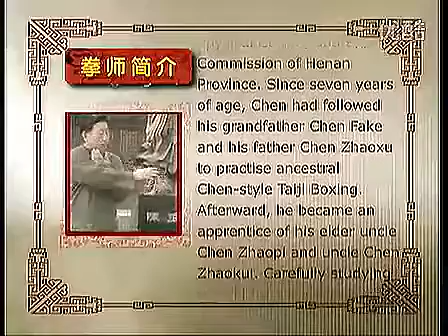 拳师简介
Commission of Henan
Province. Since seven years
of age, Chen had followed
his grandfather Chen Fake
and his father Chen Zhaoxu
to practise ancestral
Chen-style Taiji Boxing.
Afterward, he became an
apprentice of his elder uncle
Chen Zhaopi and uncle Chen
Zhaokui. Carefully studying